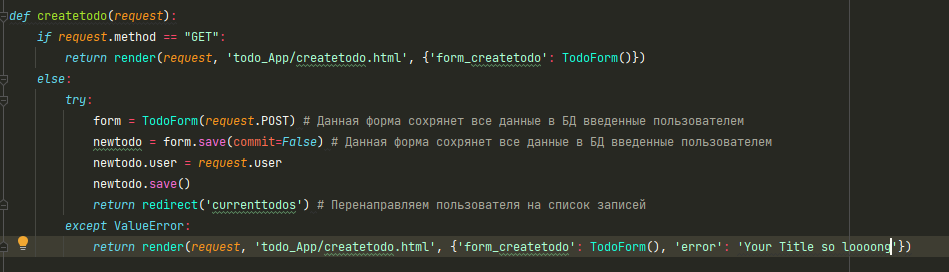 def createtodo(request):
if request.method == "GET":
return render(request, 'todo_App/createtodo.html', {'form_createtodo': TodoForm()})
else:
try:
form = TodoForm(request.POST) # Данная форма сохрянет все данные в БД введенные пользователем
newtodo = form.save(commit=False) # Данная форма сохрянет все данные в БД введенные пользователем
newtodo.user = request.user
newtodo.save()
return redirect('currenttodos') # Перенаправляем пользователя на список записей
except ValueError:
return render(request, 'todo_App/createtodo.html', {'form_createtodo': TodoForm(), 'error': 'Your Title so loooong'})